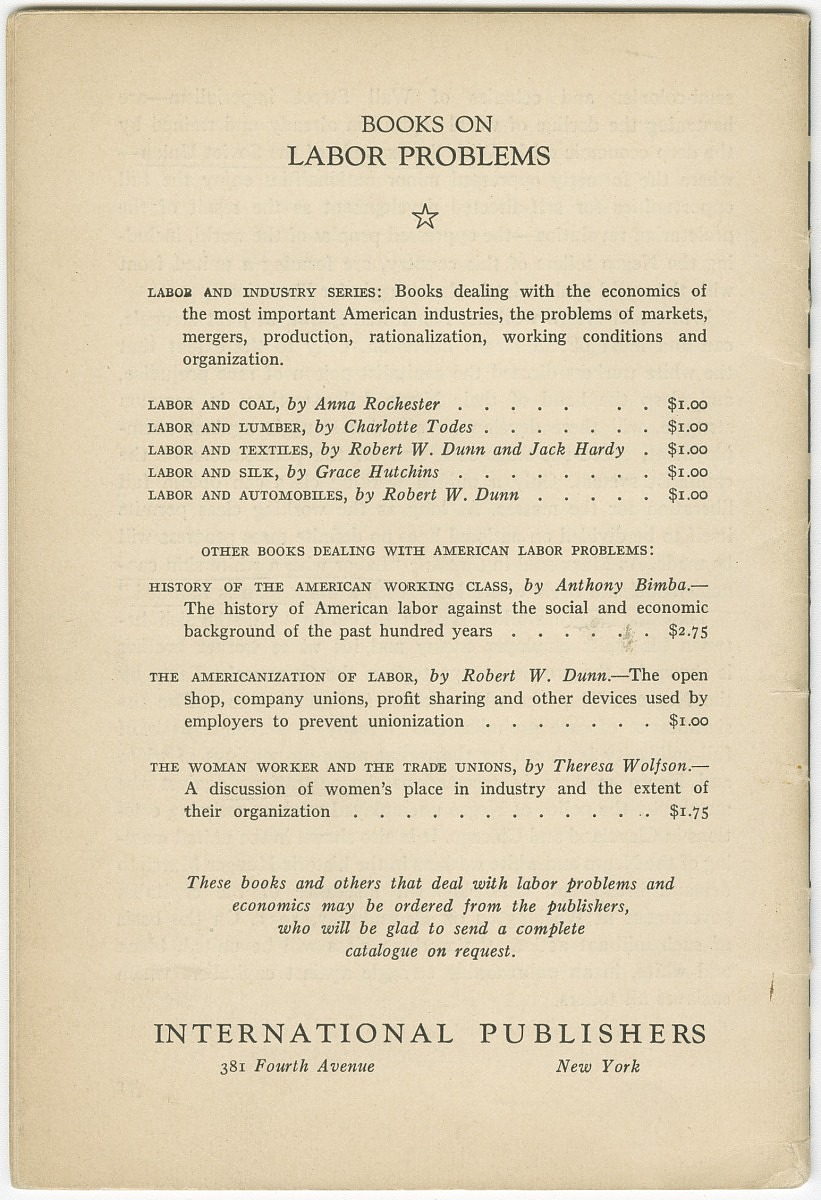 BOOKS ON
LABOR PROBLEMS
☆
LABOR AND INDUSTRY SERIES: Books dealing with the economics of
the most important American industries, the problems of markets,
mergers, production, rationalization, working conditions and
organization.
LABOR AND COAL, by Anna Rochester . . . . . . . $1.00
LABOR AND LUMBER, by Charlotte Todes . . . . . . . $1.00
LABOR AND TEXTILES, by Robert W. Dunn and Jack Hardy . $1.00
LABOR AND SILK, by Grace Hutchins . . . . . . . . $1.00
LABOR AND AUTOMOBILES, by Robert W. Dunn . . . . . $1.00
OTHER BOOKS DEALING WITH AMERICAN LABOR PROBLEMS:
HISTORY OF THE AMERICAN WORKING CLASS, by Anthony Bimba.—
The history of American labor against the social and economic
background of the past hundred years . . . . . . $2.75
THE AMERICANIZATION OF LABOR, by Robert W. Dunn.—The open
shop, company unions, profit sharing and other devices used by
employers to prevent unionization . . . . . . . $1.00
THE WOMAN WORKER AND THE TRADE UNIONS, by Theresa Wolfson.—
A discussion of women's place in industry and the extent of
their organization . . . . . . . . . . . . $1.75
These books and others that deal with labor problems and
economics may be ordered from the publishers,
who will be glad to send a complete
catalogue on request.
INTERNATIONAL PUBLISHERS
381 Fourth Avenue New York